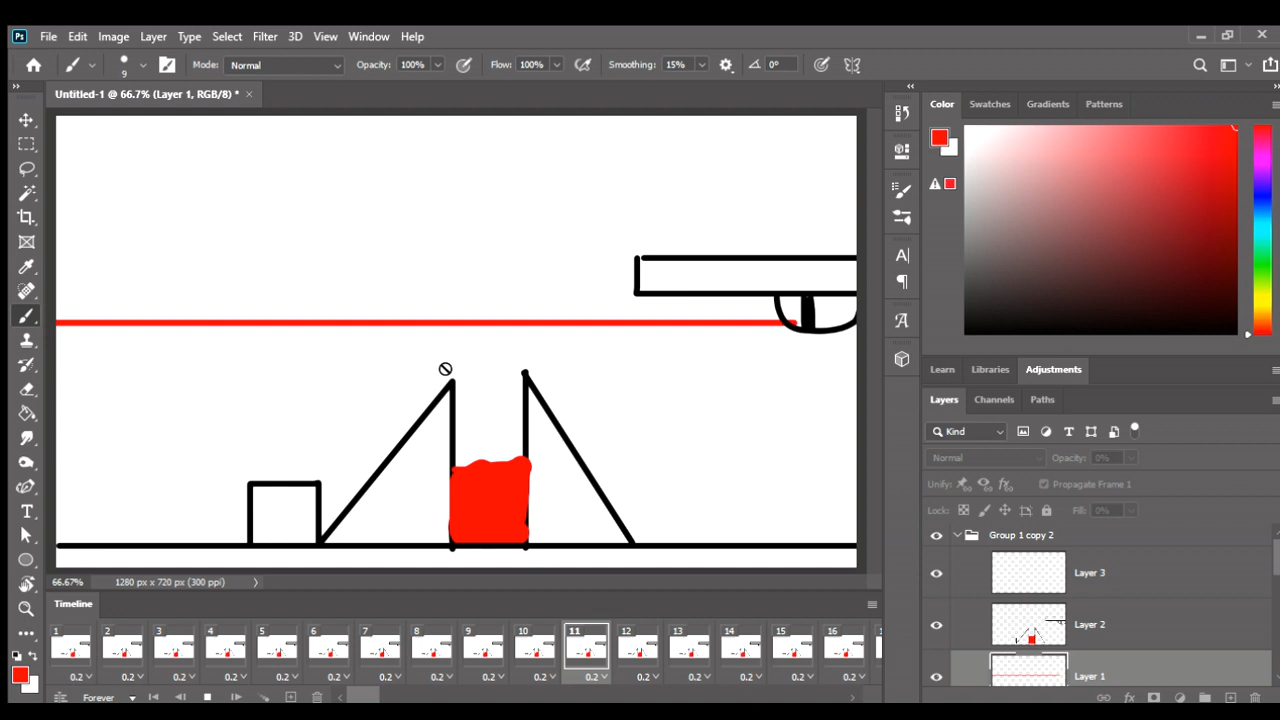 Ps File Edit Image Layer Type Select Filter 3D View Window Help
9 Mode: Normal Opacity: 100% Flow: 100% Smoothing: 15% 0°
Untitled-1 @ 66.7% (Layer 1, RGB/8) * ×
Color Swatches Gradients Patterns
Learn Libraries Adjustments
Layers Channels Paths
Kind
Normal Opacity: 0%
Unify: Propagate Frame 1
Lock: Fill: 0%
Group 1 copy 2
Layer 3
Layer 2
Layer 1
66.67% 1280 px x 720 px (300 ppi)
Timeline
1 2 3 4 5 6 7 8 9 10 11 12 13 14 15 16
0.2 0.2 0.2 0.2 0.2 0.2 0.2 0.2 0.2 0.2 0.2 0.2 0.2 0.2 0.2 0.2
Forever